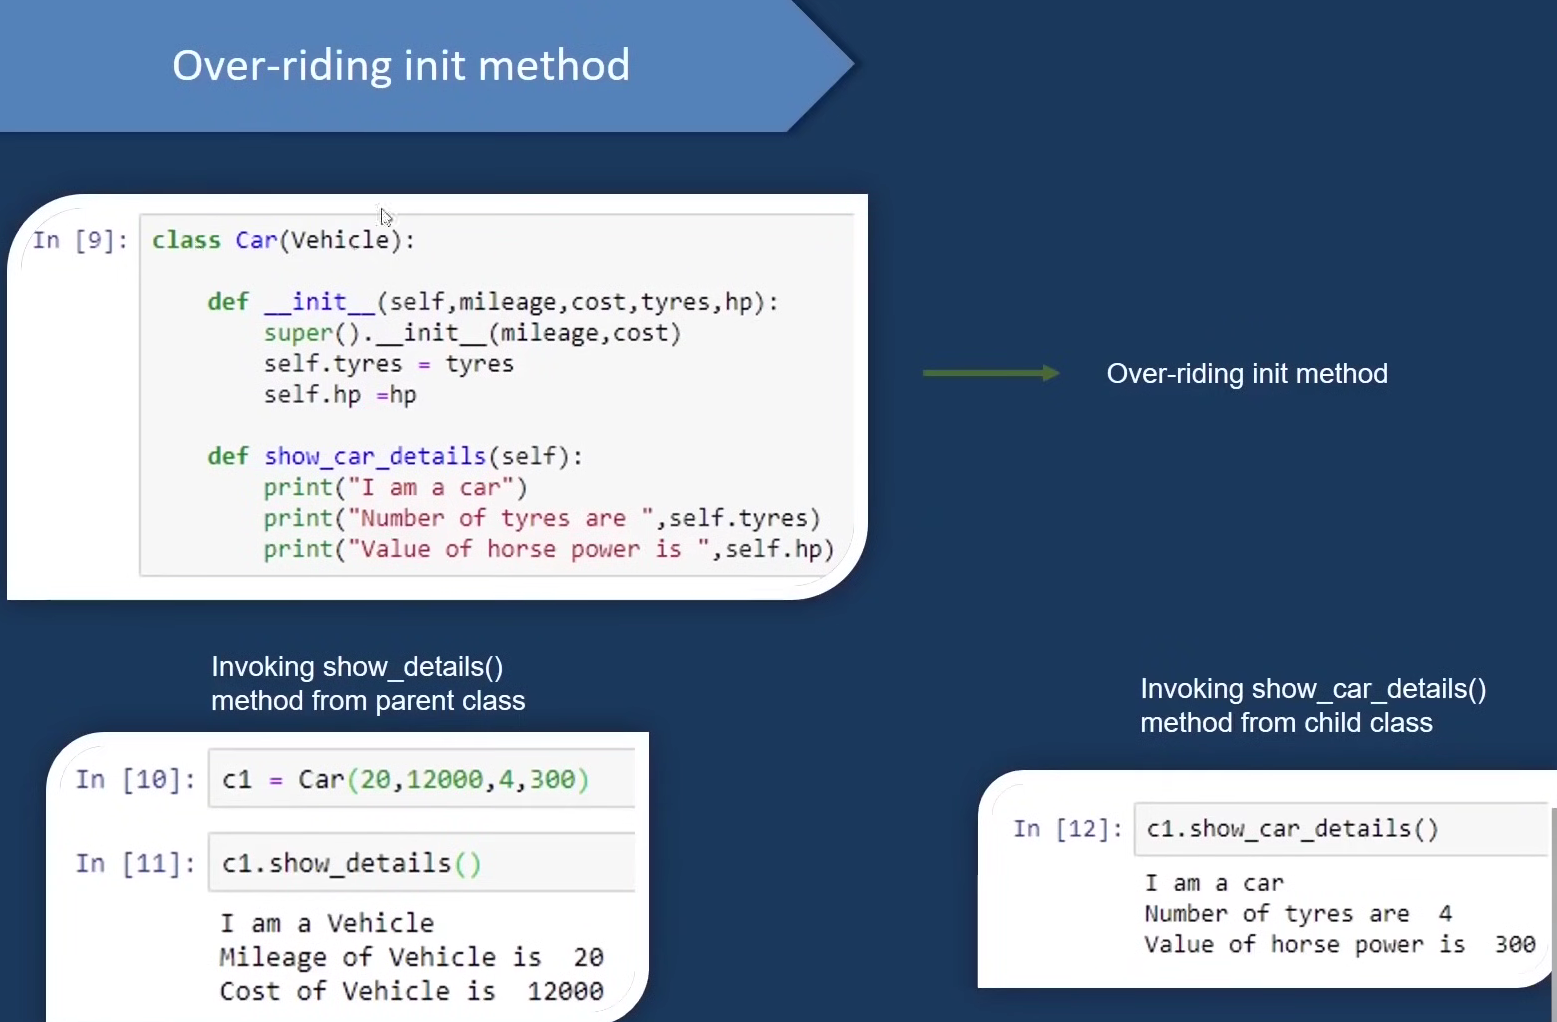 Over-riding init method
In [9]: class Car(Vehicle):
def __init__(self,mileage,cost,tyres,hp):
super().__init__(mileage,cost)
self.tyres = tyres
self.hp =hp
def show_car_details(self):
print("I am a car")
print("Number of tyres are ",self.tyres)
print("Value of horse power is ",self.hp)
Over-riding init method
Invoking show_details()
method from parent class
In [10]: c1 = Car(20,12000,4,300)
In [11]: c1.show_details()
I am a Vehicle
Mileage of Vehicle is  20
Cost of Vehicle is  12000
Invoking show_car_details()
method from child class
In [12]: c1.show_car_details()
I am a car
Number of tyres are  4
Value of horse power is  300